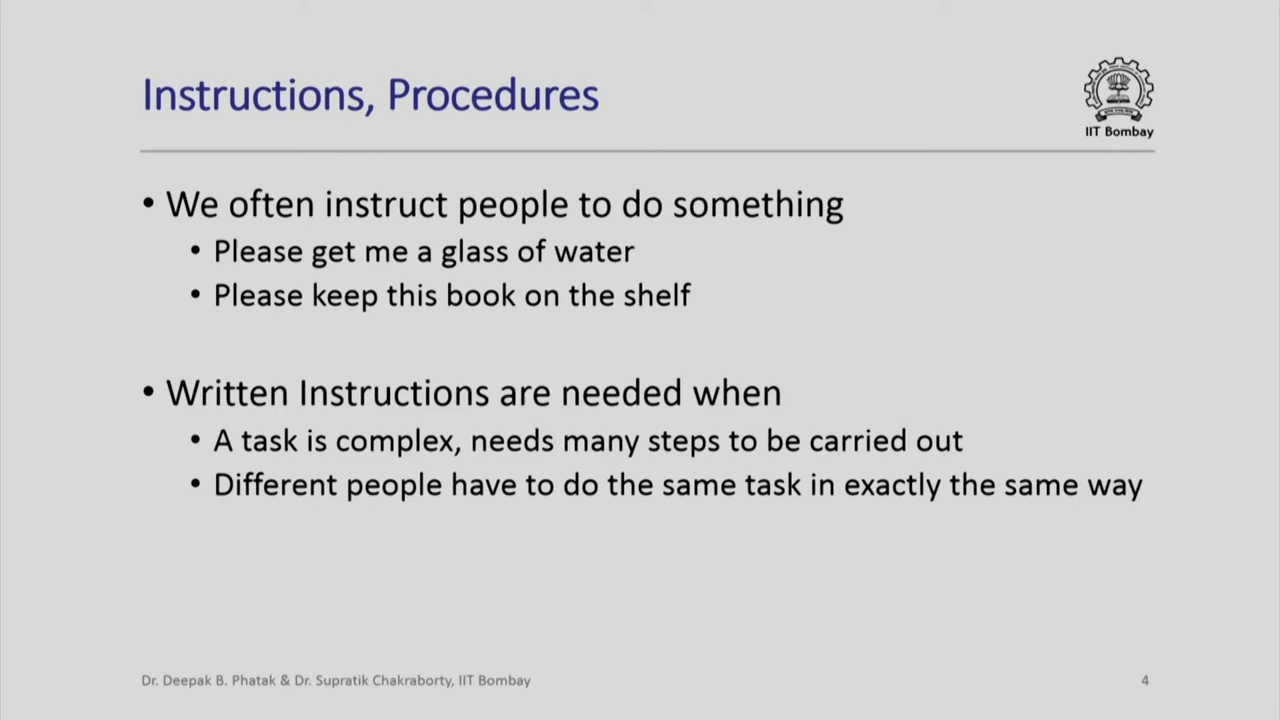 Instructions, Procedures
IIT Bombay
• We often instruct people to do something
• Please get me a glass of water
• Please keep this book on the shelf
• Written Instructions are needed when
• A task is complex, needs many steps to be carried out
• Different people have to do the same task in exactly the same way
Dr. Deepak B. Phatak & Dr. Supratik Chakraborty, IIT Bombay
4